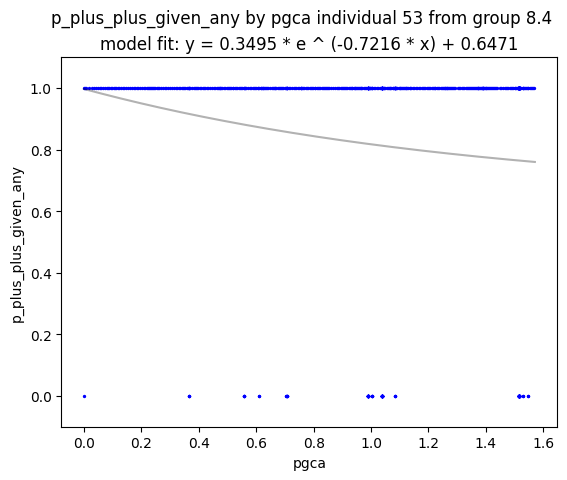 p_plus_plus_given_any by pgca individual 53 from group 8.4
model fit: y = 0.3495 * e ^ (-0.7216 * x) + 0.6471
1.0
0.8
0.6
0.4
0.2
0.0
p_plus_plus_given_any
0.0 0.2 0.4 0.6 0.8 1.0 1.2 1.4 1.6
pgca